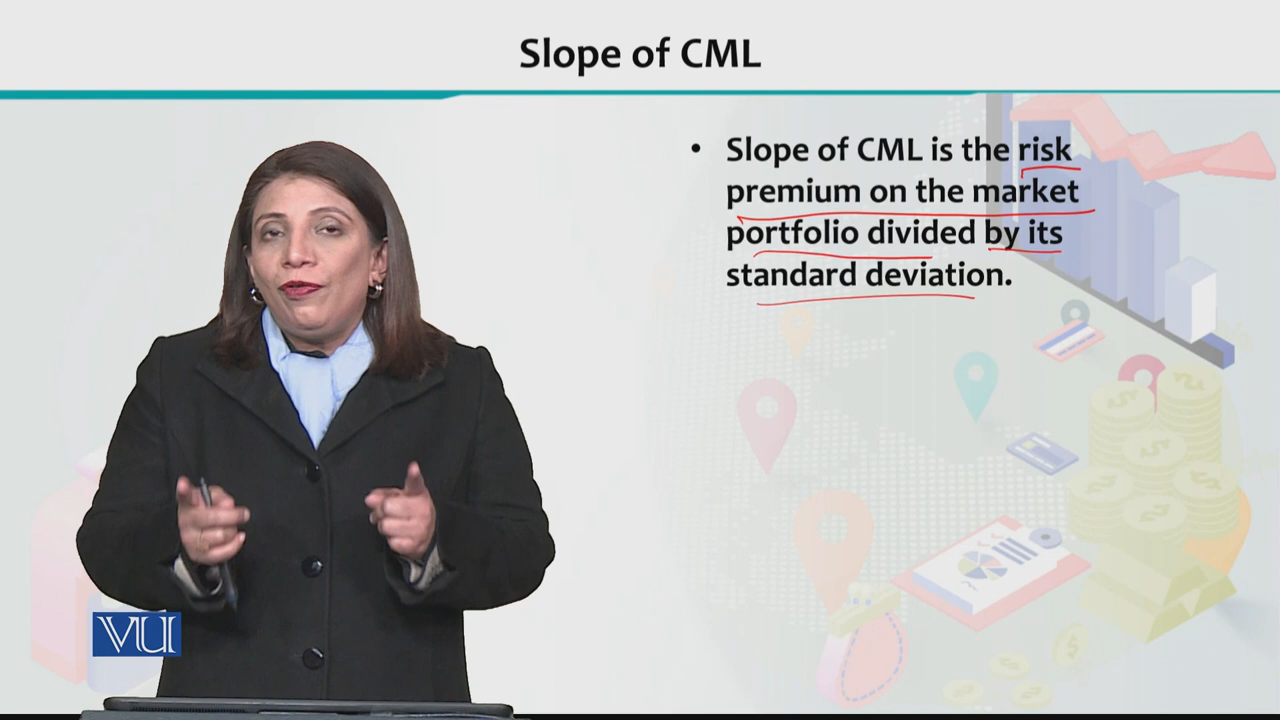 Slope of CML
• Slope of CML is the risk
premium on the market
portfolio divided by its
standard deviation.
VU